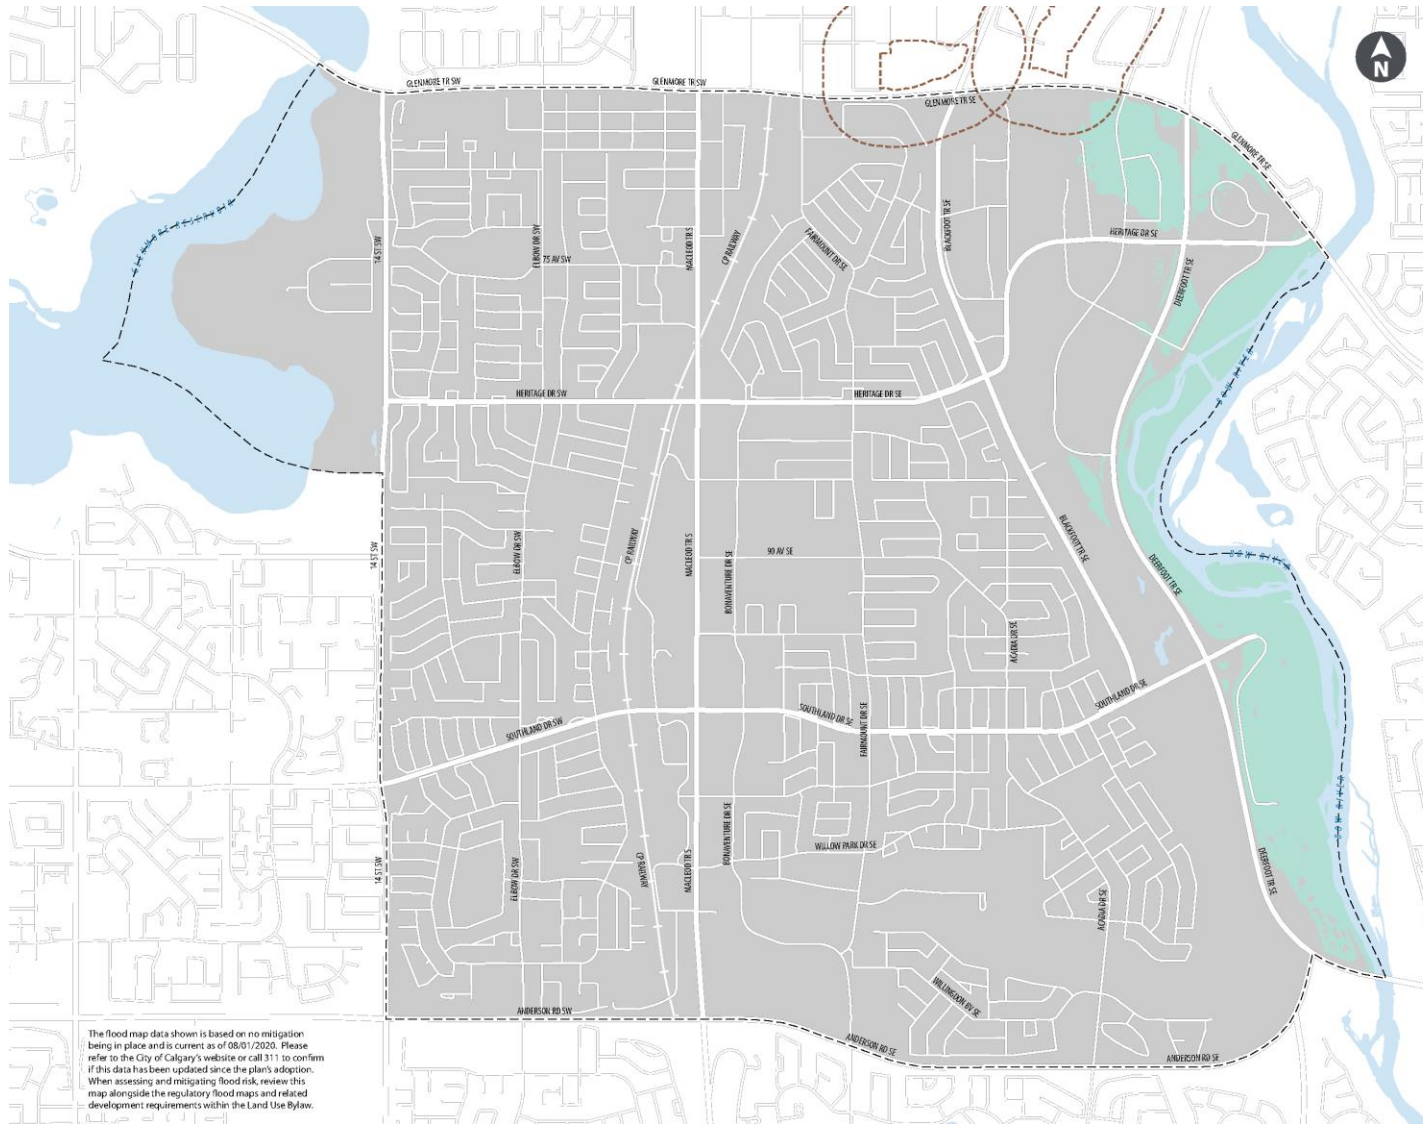 N
GLENMORE TR SW
GLENMORE TR SW
GLENMORE TR SE
GLENMORE TR SE
GLENMORE RESERVOIR
14 ST SW
ELBOW DR SW
75 AV SW
MACLEOD TR S
CP RAILWAY
FAIRMOUNT DR SE
BLACKFOOT TR SE
HERITAGE DR SE
DEERFOOT TR SE
BOW RIVER
HERITAGE DR SW
HERITAGE DR SE
14 ST SW
ELBOW DR SW
CP RAILWAY
MACLEOD TR S
BONAVENTURE DR SE
90 AV SE
BLACKFOOT TR SE
DEERFOOT TR SE
BOW RIVER
ACADIA DR SE
SOUTHLAND DR SW
SOUTHLAND DR SE
FAIRMOUNT DR SE
SOUTHLAND DR SE
BOW RIVER
14 ST SW
ELBOW DR SW
CP RAILWAY
MACLEOD TR S
BONAVENTURE DR SE
WILLOW PARK DR SE
ACADIA DR SE
DEERFOOT TR SE
WILLINGDON BV SE
ANDERSON RD SW
ANDERSON RD SE
ANDERSON RD SE
The flood map data shown is based on no mitigation
being in place and is current as of 08/01/2020. Please
refer to the City of Calgary's website or call 311 to confirm
if this data has been updated since the plan's adoption.
When assessing and mitigating flood risk, review this
map alongside the regulatory flood maps and related
development requirements within the Land Use Bylaw.